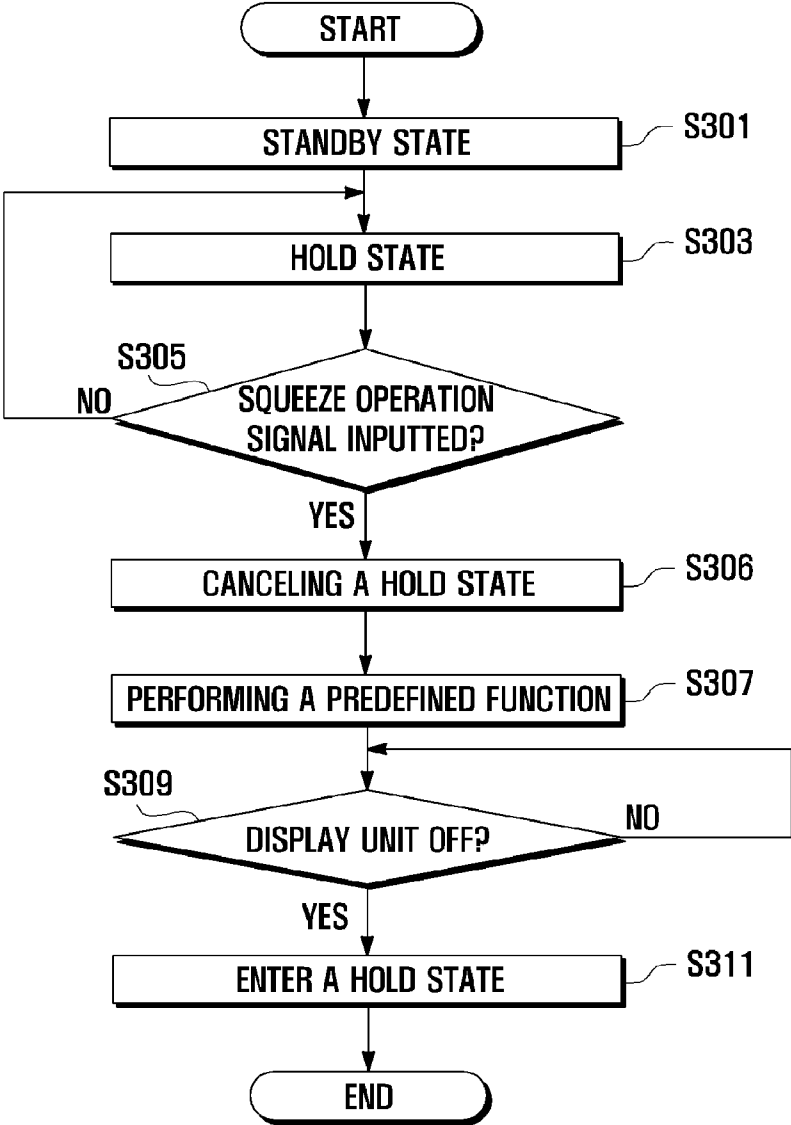 START
STANDBY STATE
S301
HOLD STATE
S303
S305
SQUEEZE OPERATION
SIGNAL INPUTTED?
NO
YES
CANCELING A HOLD STATE
S306
PERFORMING A PREDEFINED FUNCTION
S307
S309
DISPLAY UNIT OFF?
NO
YES
ENTER A HOLD STATE
S311
END